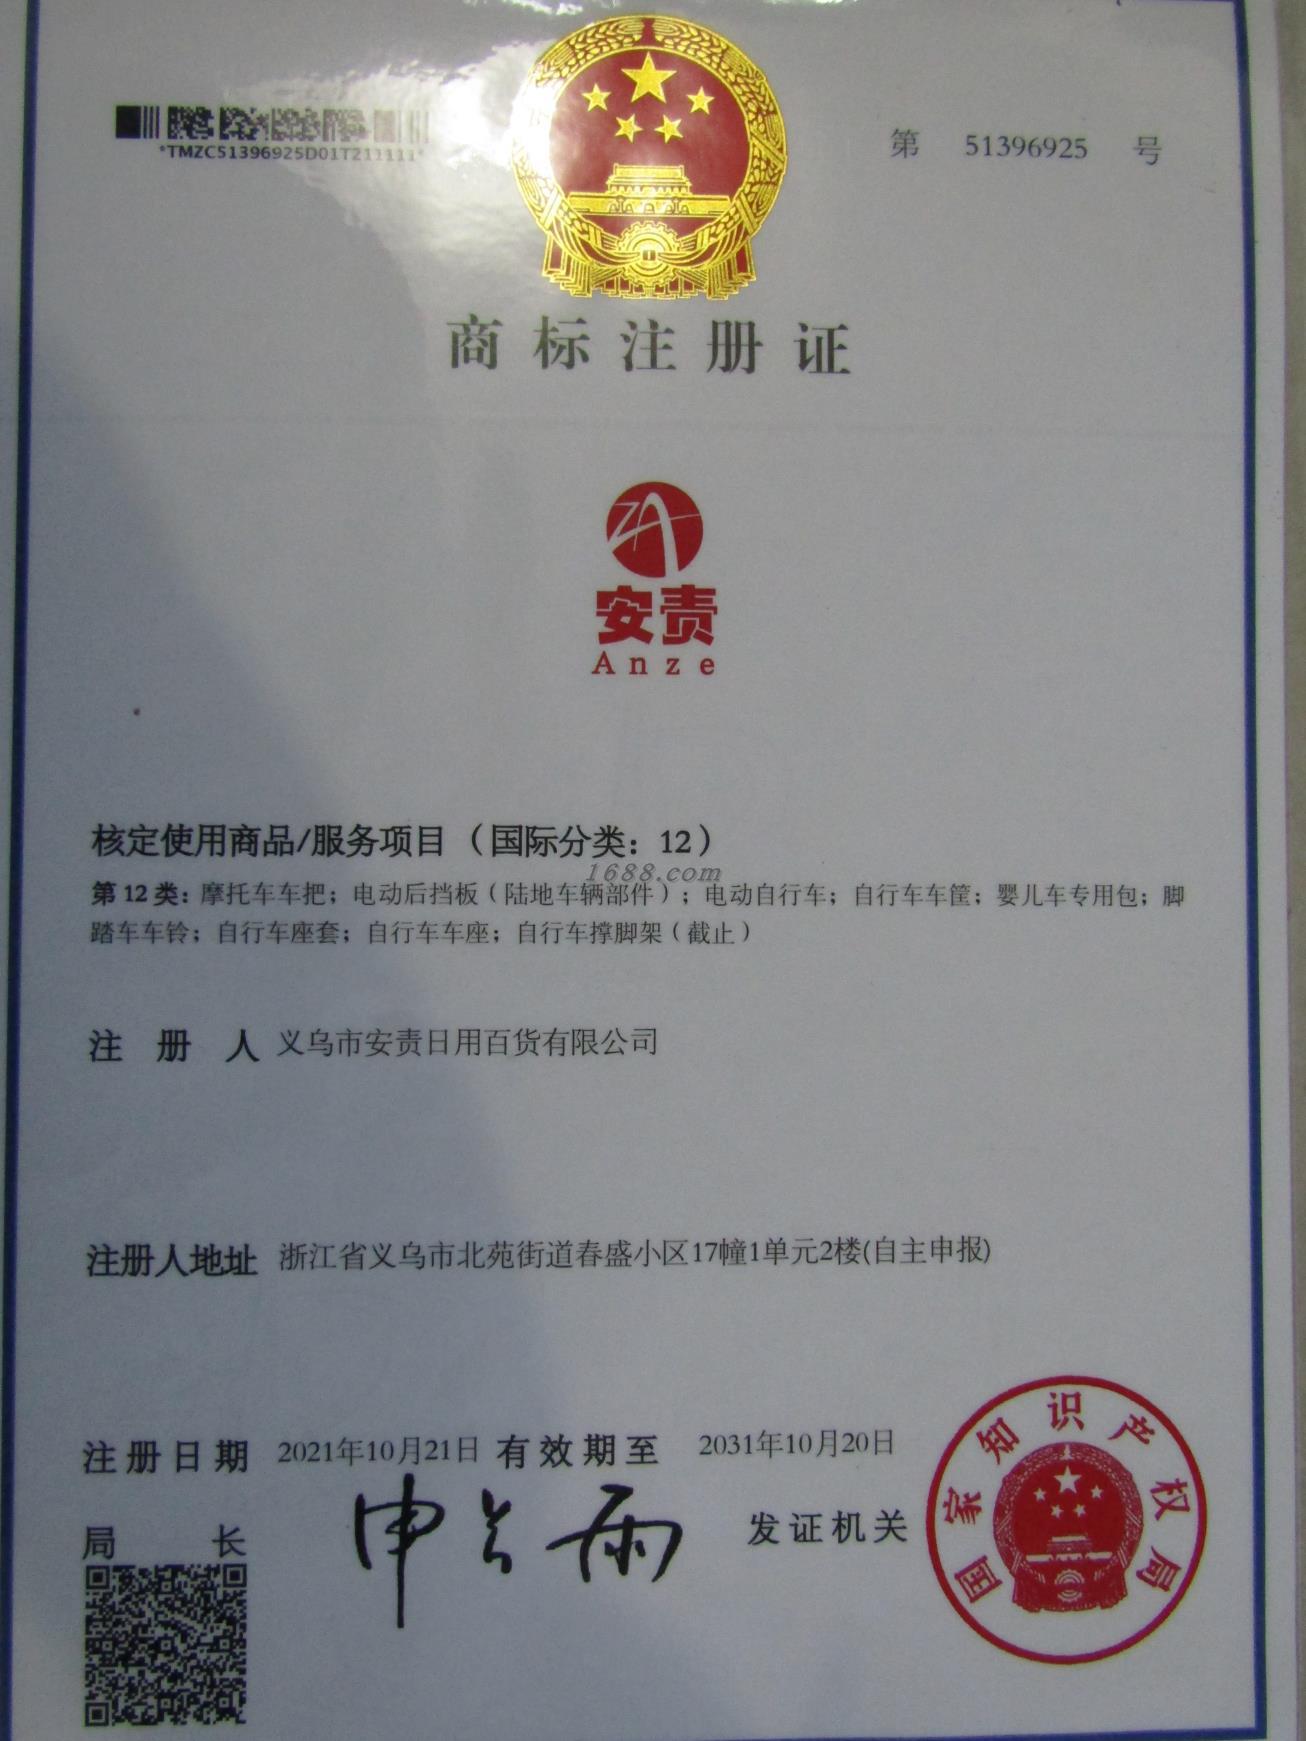 *TMZC51396925D01T211111*
第 51396925 号
商标注册证
ZA
安责
Anze
核定使用商品/服务项目（国际分类：12）
1688.com
第12类：摩托车车把；电动后挡板（陆地车辆部件）；电动自行车；自行车车筐；婴儿车专用包；脚
踏车车铃；自行车座套；自行车车座；自行车撑脚架（截止）
注册人 义乌市安责日用百货有限公司
注册人地址 浙江省义乌市北苑街道春盛小区17幢1单元2楼(自主申报)
注册日期 2021年10月21日 有效期至 2031年10月20日
局长 申长雨 发证机关
国家知识产权局